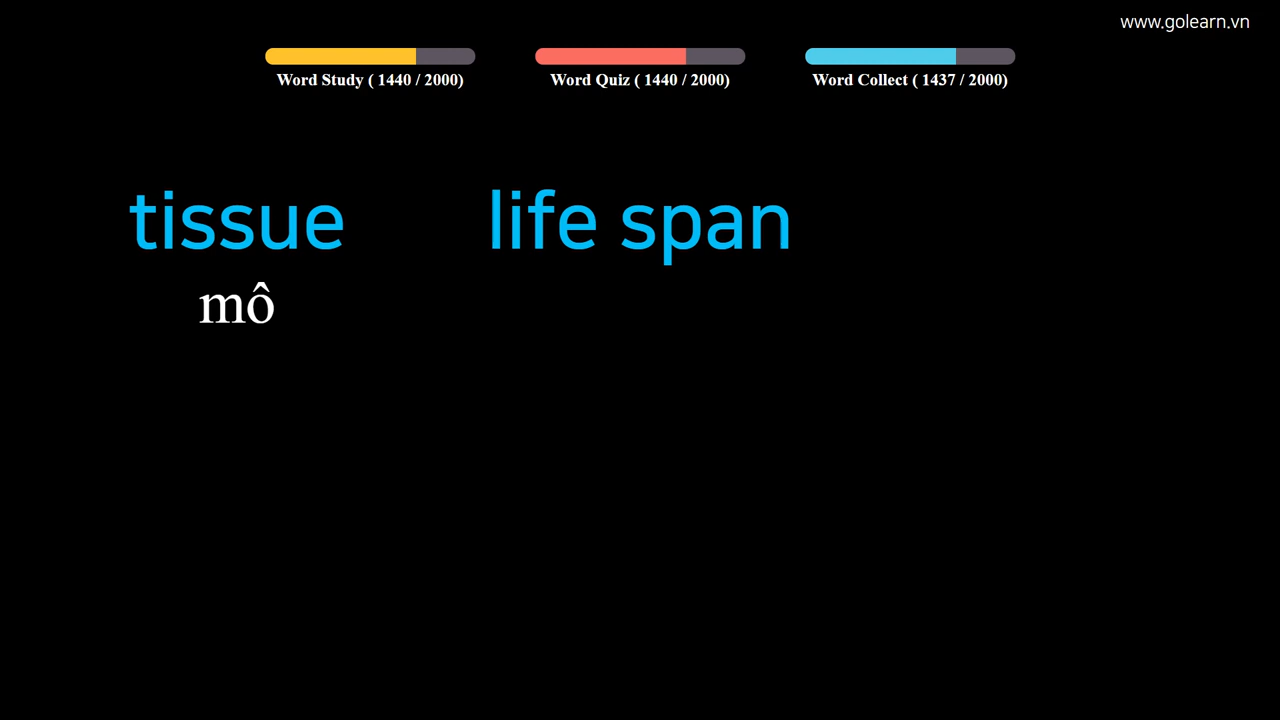 www.golearn.vn
Word Study ( 1440 / 2000)
Word Quiz ( 1440 / 2000)
Word Collect ( 1437 / 2000)
tissue
life span
mô